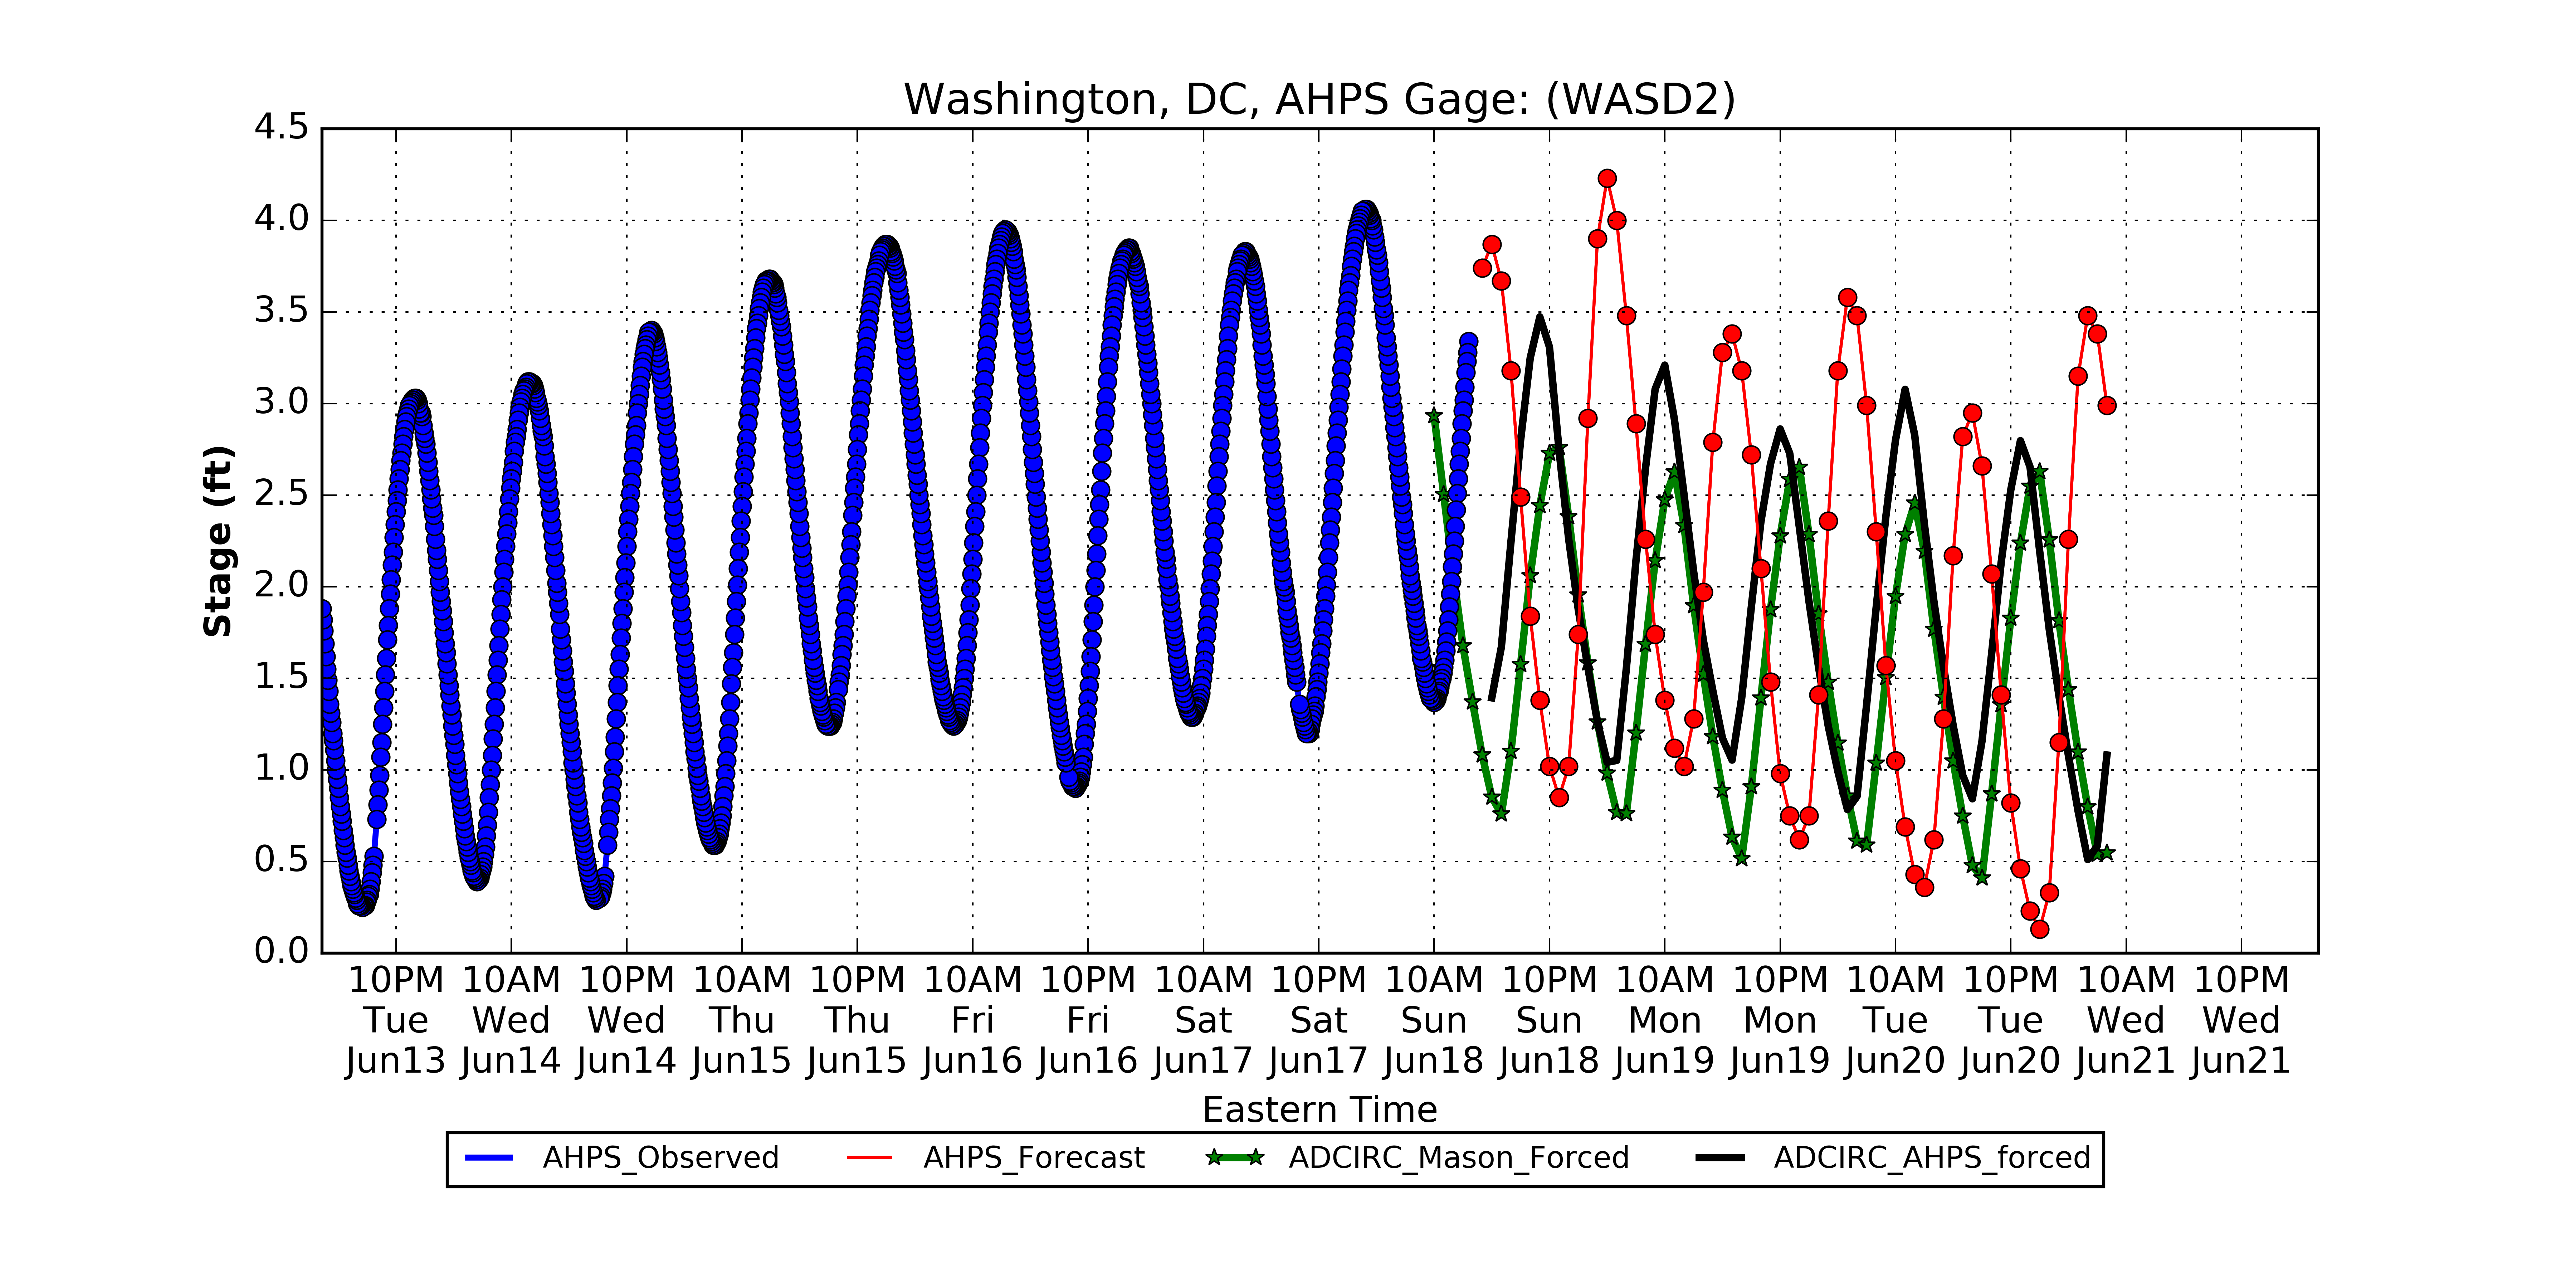 Washington, DC, AHPS Gage: (WASD2)
4.5
4.0
3.5
3.0
2.5
2.0
1.5
1.0
0.5
0.0
Stage (ft)
10PM 10AM 10PM 10AM 10PM 10AM 10PM 10AM 10PM 10AM 10PM 10AM 10PM 10AM 10PM 10AM 10PM
Tue Wed Wed Thu Thu Fri Fri Sat Sat Sun Sun Mon Mon Tue Tue Wed Wed
Jun13 Jun14 Jun14 Jun15 Jun15 Jun16 Jun16 Jun17 Jun17 Jun18 Jun18 Jun19 Jun19 Jun20 Jun20 Jun21 Jun21
Eastern Time
AHPS_Observed AHPS_Forecast ADCIRC_Mason_Forced ADCIRC_AHPS_forced